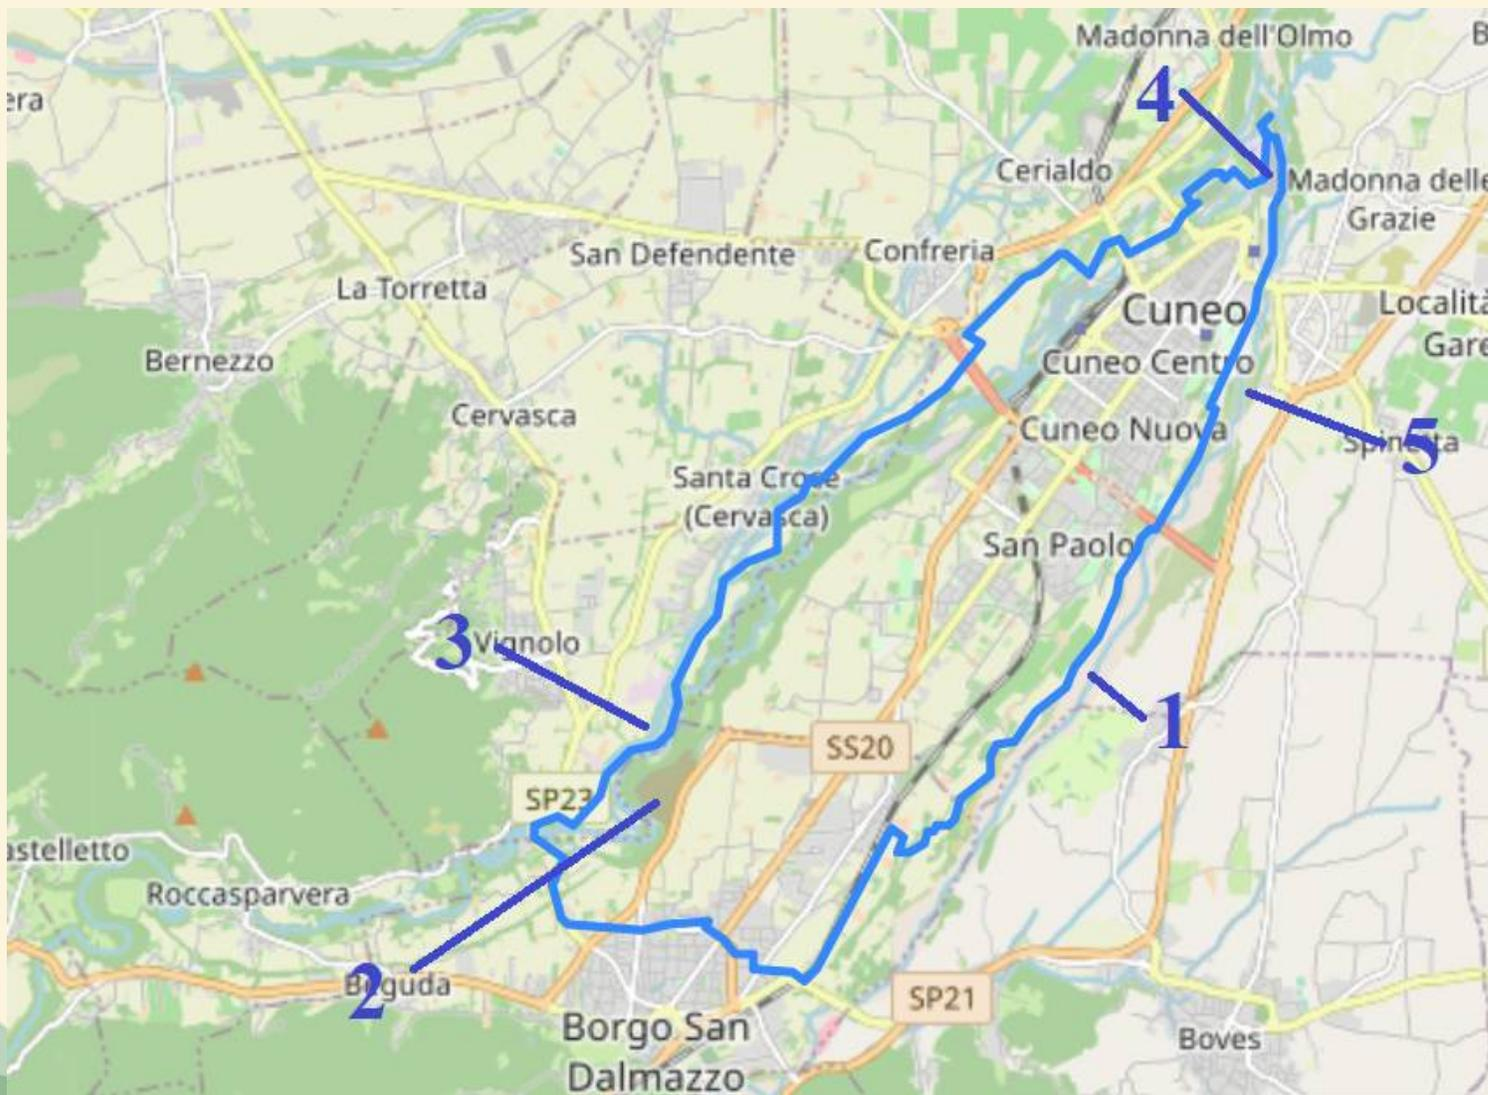 Madonna dell'Olmo
B
4
era
Cerialdo
Madonna delle
Grazie
San Defendente
Confreria
La Torretta
Cuneo
Località
Gare
Bernezzo
Cuneo Centro
Cervasca
Cuneo Nuova
Spinetta
5
Santa Croce
(Cervasca)
San Paolo
3
Vignolo
1
SS20
SP23
astelletto
Roccasparvera
2
Beguda
SP21
Borgo San
Dalmazzo
Boves